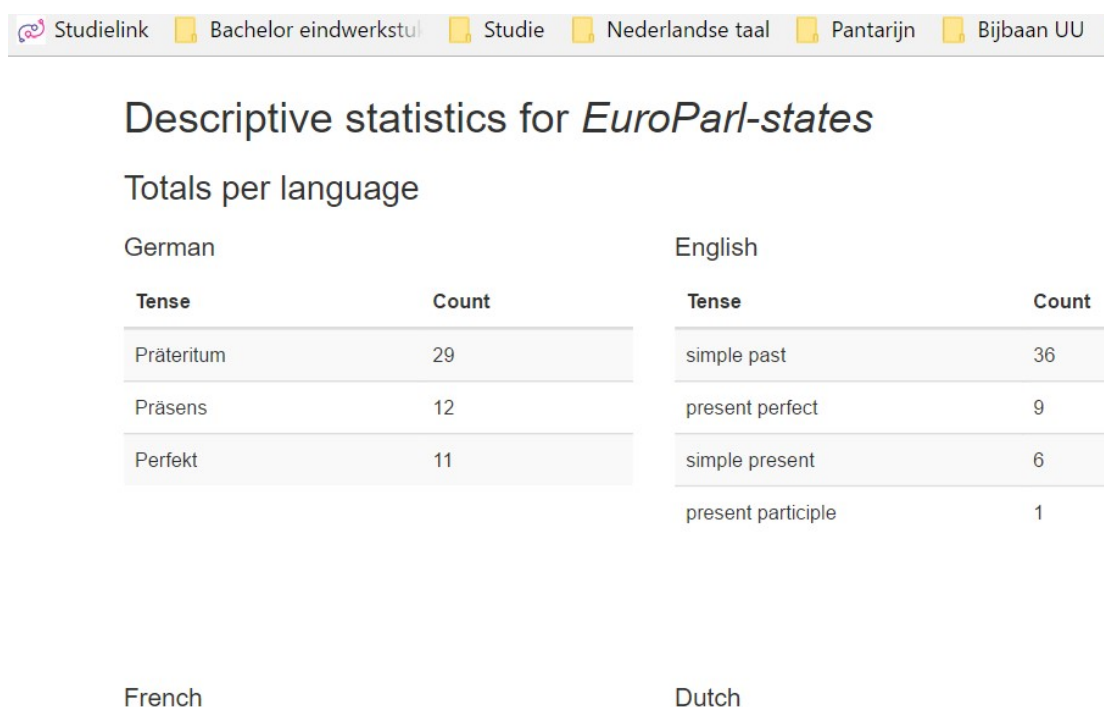 Studielink Bachelor eindwerkstu Studie Nederlandse taal Pantarijn Bijbaan UU
Descriptive statistics for EuroParl-states
Totals per language
German
Tense Count
Präteritum 29
Präsens 12
Perfekt 11
English
Tense Count
simple past 36
present perfect 9
simple present 6
present participle 1
French
Dutch